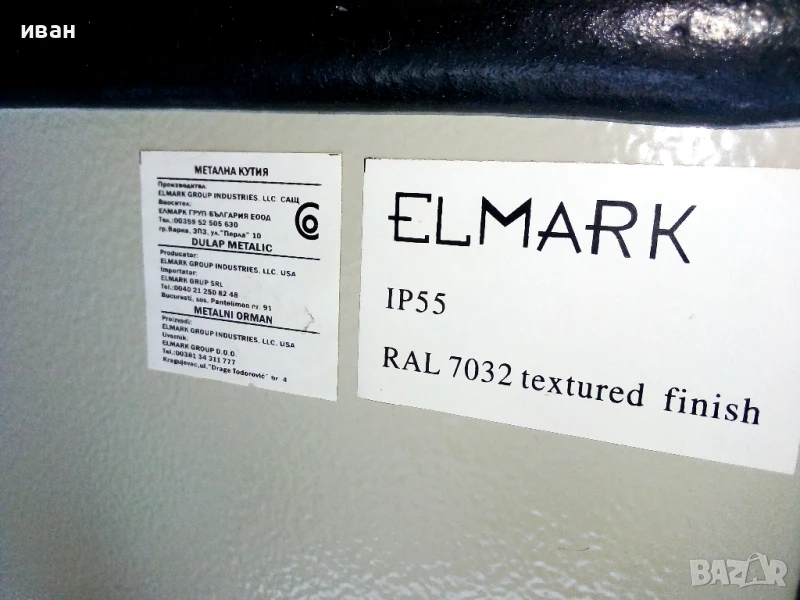 иван
МЕТАЛНА КУТИЯ
Производител:
ELMARK GROUP INDUSTRIES. LLC. САЩ
Вносител:
ЕЛМАРК ГРУП-БЪЛГАРИЯ ЕООД
Тел.:00359 52 505 630
гр. Варна, ЗПЗ, ул."Перла" 10
DULAP METALIC
Producator:
ELMARK GROUP INDUSTRIES. LLC. USA
Importator:
ELMARK GRUP SRL
Tel.:0040 21 250 82 48
Bucuresti, sos. Pantelimon nr. 91
METALNI ORMAN
Proizvodi:
ELMARK GROUP INDUSTRIES. LLC. USA
Uvoznik:
ELMARK GROUP D.O.O.
Tel.:00381 34 311 777
Kragujevac,ul."Drage Todorović" br. 4
ELMARK
IP55
RAL 7032 textured finish
BAZAR